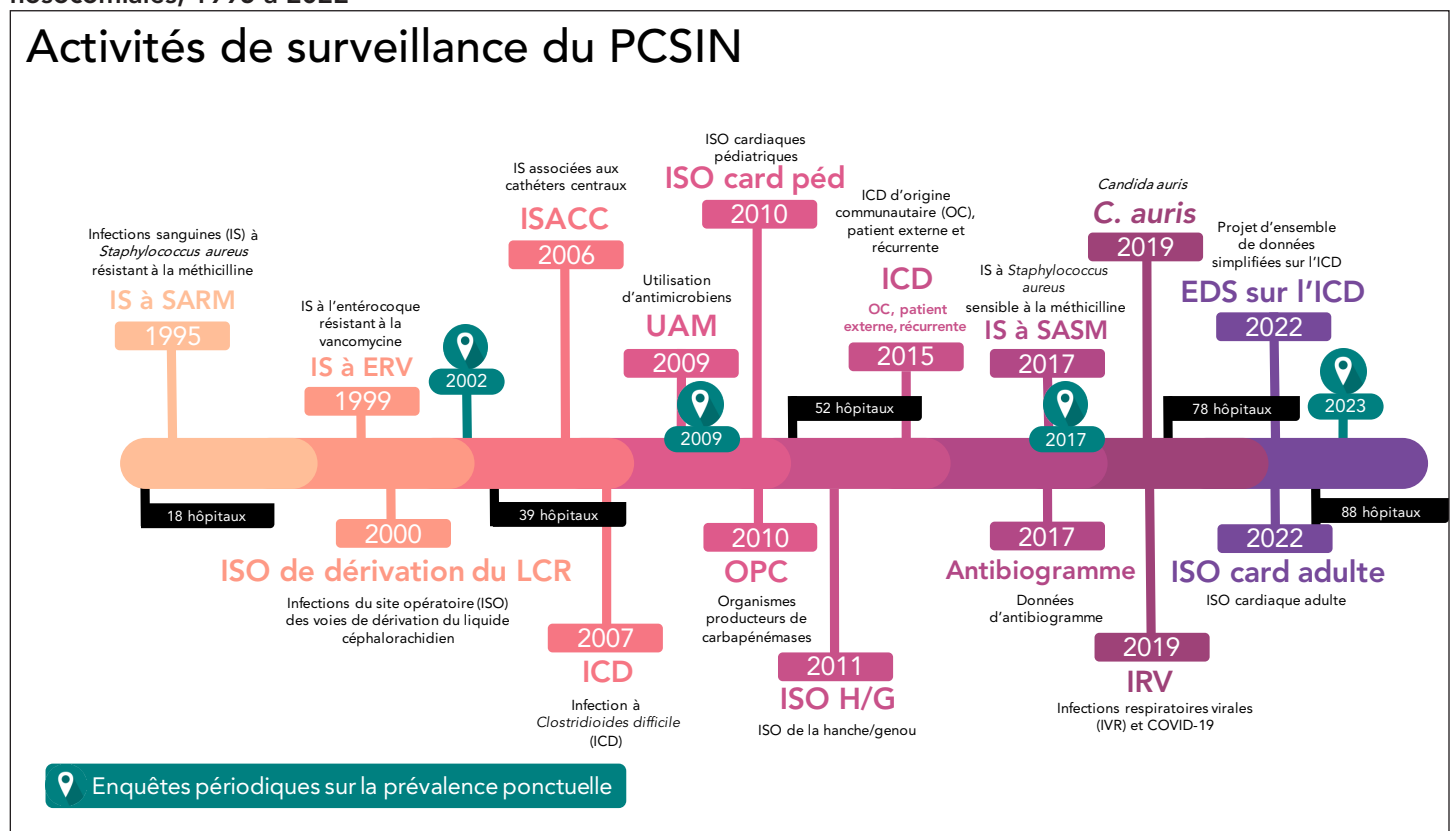 nosocomiales, 1995 à 2022
Activités de surveillance du PCSIN
Infections sanguines (IS) à
Staphylococcus aureus
résistant à la méthicilline
IS à SARM
1995
18 hôpitaux
IS à l'entérocoque
résistant à la
vancomycine
IS à ERV
1999
2000
ISO de dérivation du LCR
Infections du site opératoire (ISO)
des voies de dérivation du liquide
céphalorachidien
2002
39 hôpitaux
IS associées aux
cathéters centraux
ISACC
2006
2007
ICD
Infection à
Clostridioides difficile
(ICD)
Utilisation
d'antimicrobiens
UAM
2009
2009
ISO cardiaques
pédiatriques
ISO card péd
2010
2010
OPC
Organismes
producteurs de
carbapénémases
52 hôpitaux
2011
ISO H/G
ISO de la hanche/genou
ICD d'origine
communautaire (OC),
patient externe et
récurrente
ICD
OC, patient
externe, récurrente
2015
IS à Staphylococcus
aureus
sensible à la méthicilline
IS à SASM
2017
2017
2017
Antibiogramme
Données
d'antibiogramme
Candida auris
C. auris
2019
78 hôpitaux
2019
IRV
Infections respiratoires virales
(IVR) et COVID-19
Projet d'ensemble
de données
simplifiées sur l'ICD
EDS sur l'ICD
2022
2022
ISO card adulte
ISO cardiaque adulte
2023
88 hôpitaux
Enquêtes périodiques sur la prévalence ponctuelle